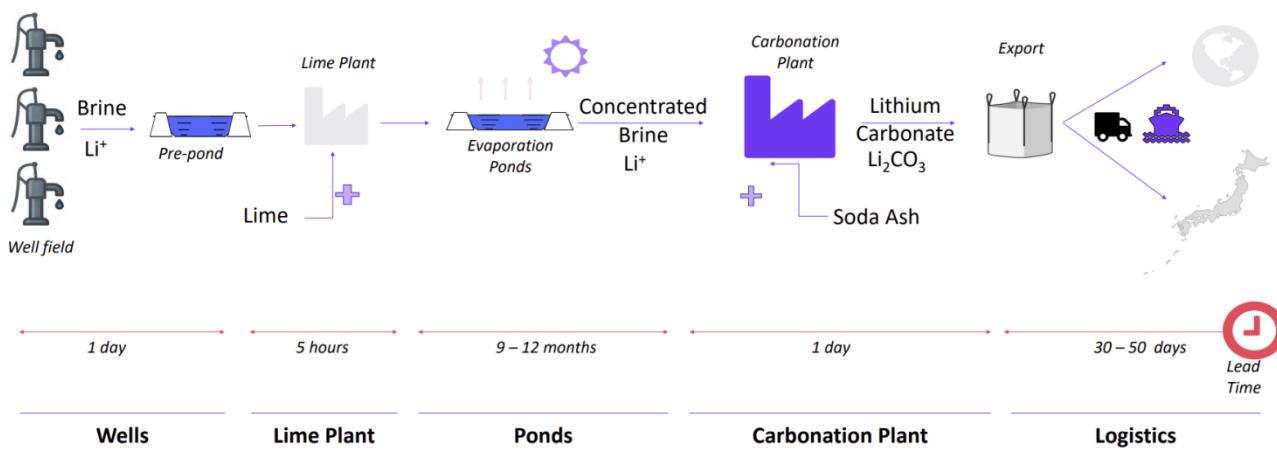 Well field
Brine
Li⁺
Pre-pond
Lime Plant
Lime
Evaporation
Ponds
Concentrated
Brine
Li⁺
Carbonation
Plant
Soda Ash
Lithium
Carbonate
Li₂CO₃
Export
1 day
5 hours
9 – 12 months
1 day
30 – 50 days
Lead
Time
Wells
Lime Plant
Ponds
Carbonation Plant
Logistics